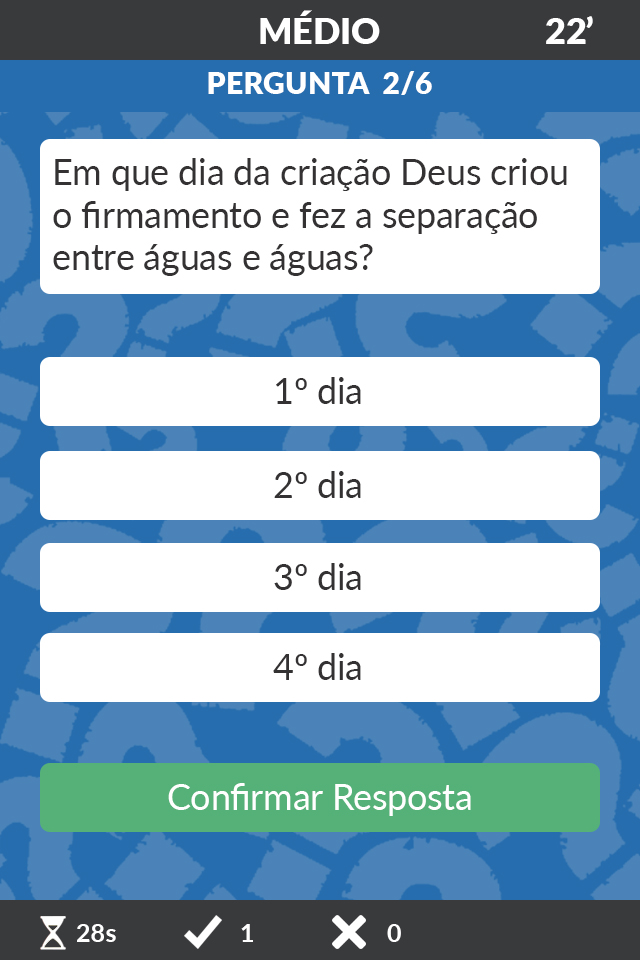 MÉDIO 22’
PERGUNTA 2/6
Em que dia da criação Deus criou
o firmamento e fez a separação
entre águas e águas?
1º dia
2º dia
3º dia
4º dia
Confirmar Resposta
28s 1 0